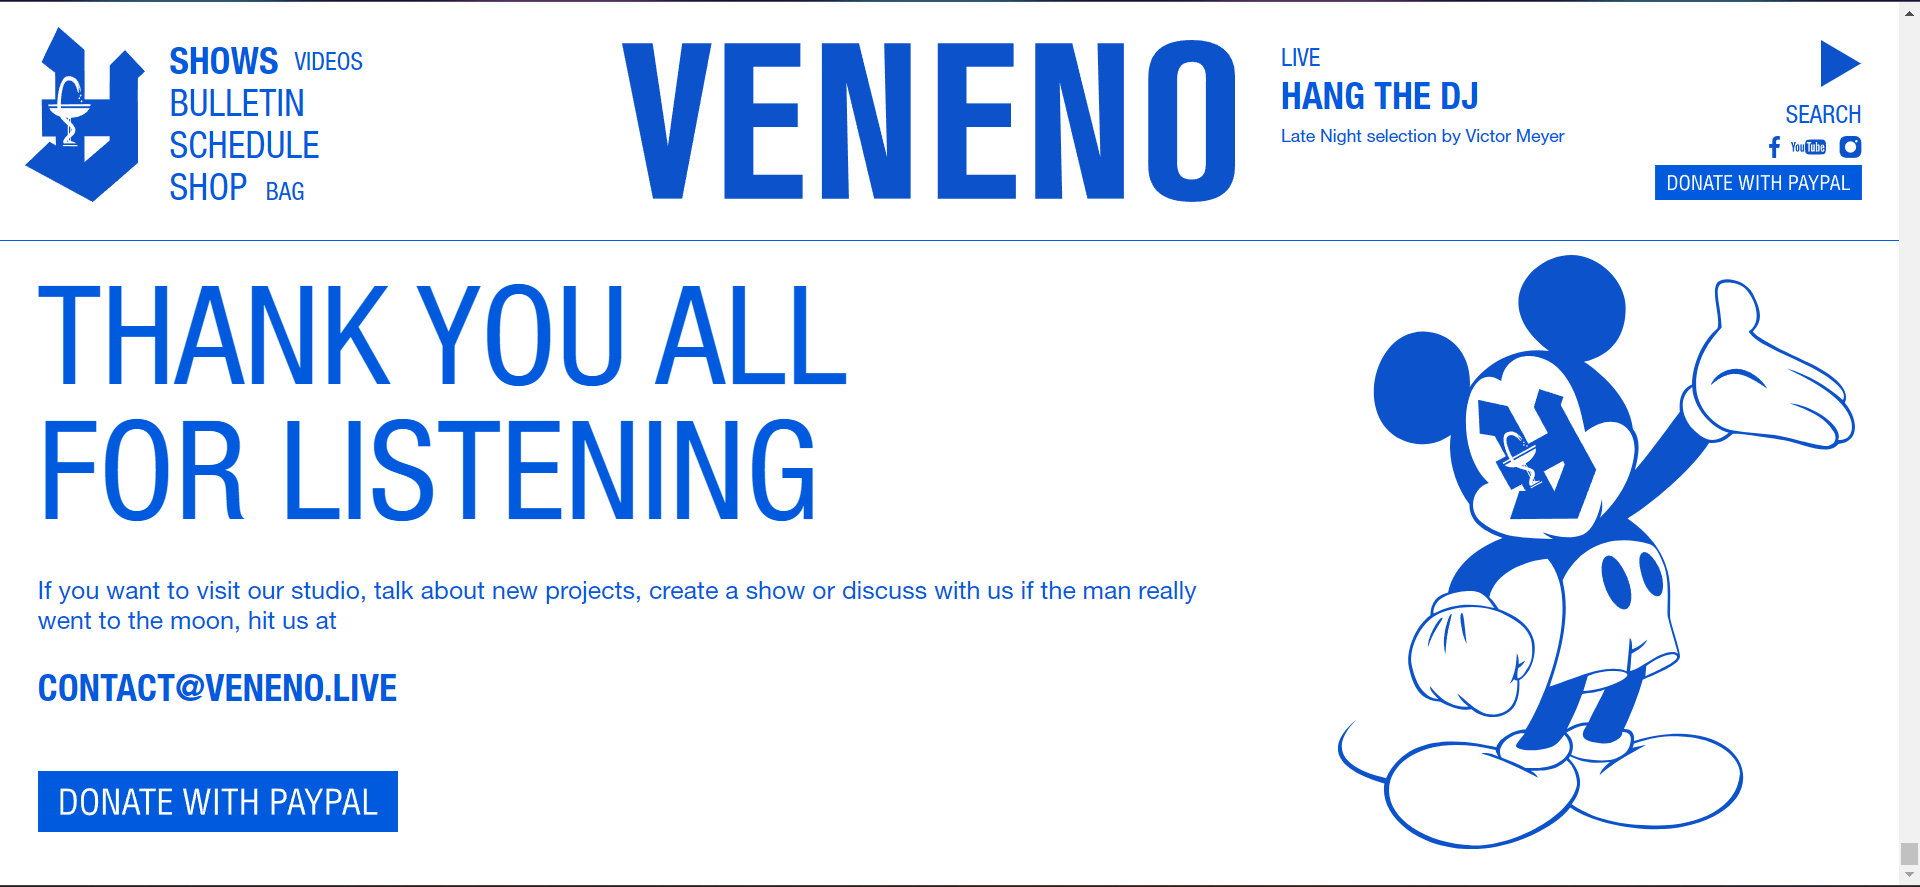 SHOWS VIDEOS
BULLETIN
SCHEDULE
SHOP BAG
VENENO
LIVE
HANG THE DJ
Late Night selection by Victor Meyer
SEARCH
YouTube
DONATE WITH PAYPAL
THANK YOU ALL
FOR LISTENING
If you want to visit our studio, talk about new projects, create a show or discuss with us if the man really
went to the moon, hit us at
CONTACT@VENENO.LIVE
DONATE WITH PAYPAL